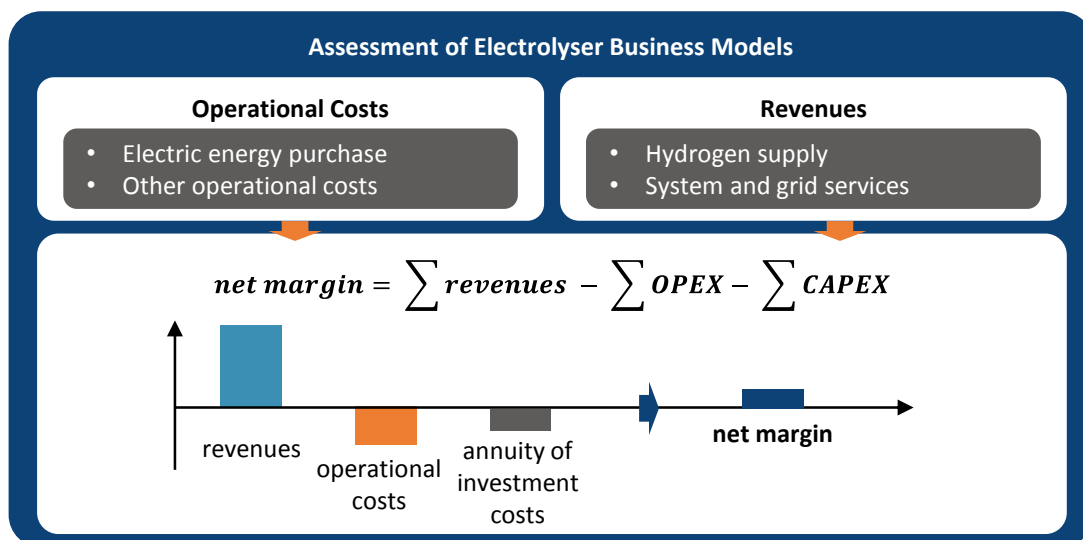 Assessment of Electrolyser Business Models
Operational Costs
• Electric energy purchase
• Other operational costs
Revenues
• Hydrogen supply
• System and grid services
net margin = ∑ revenues − ∑ OPEX − ∑ CAPEX
revenues
operational
costs
annuity of
investment
costs
net margin